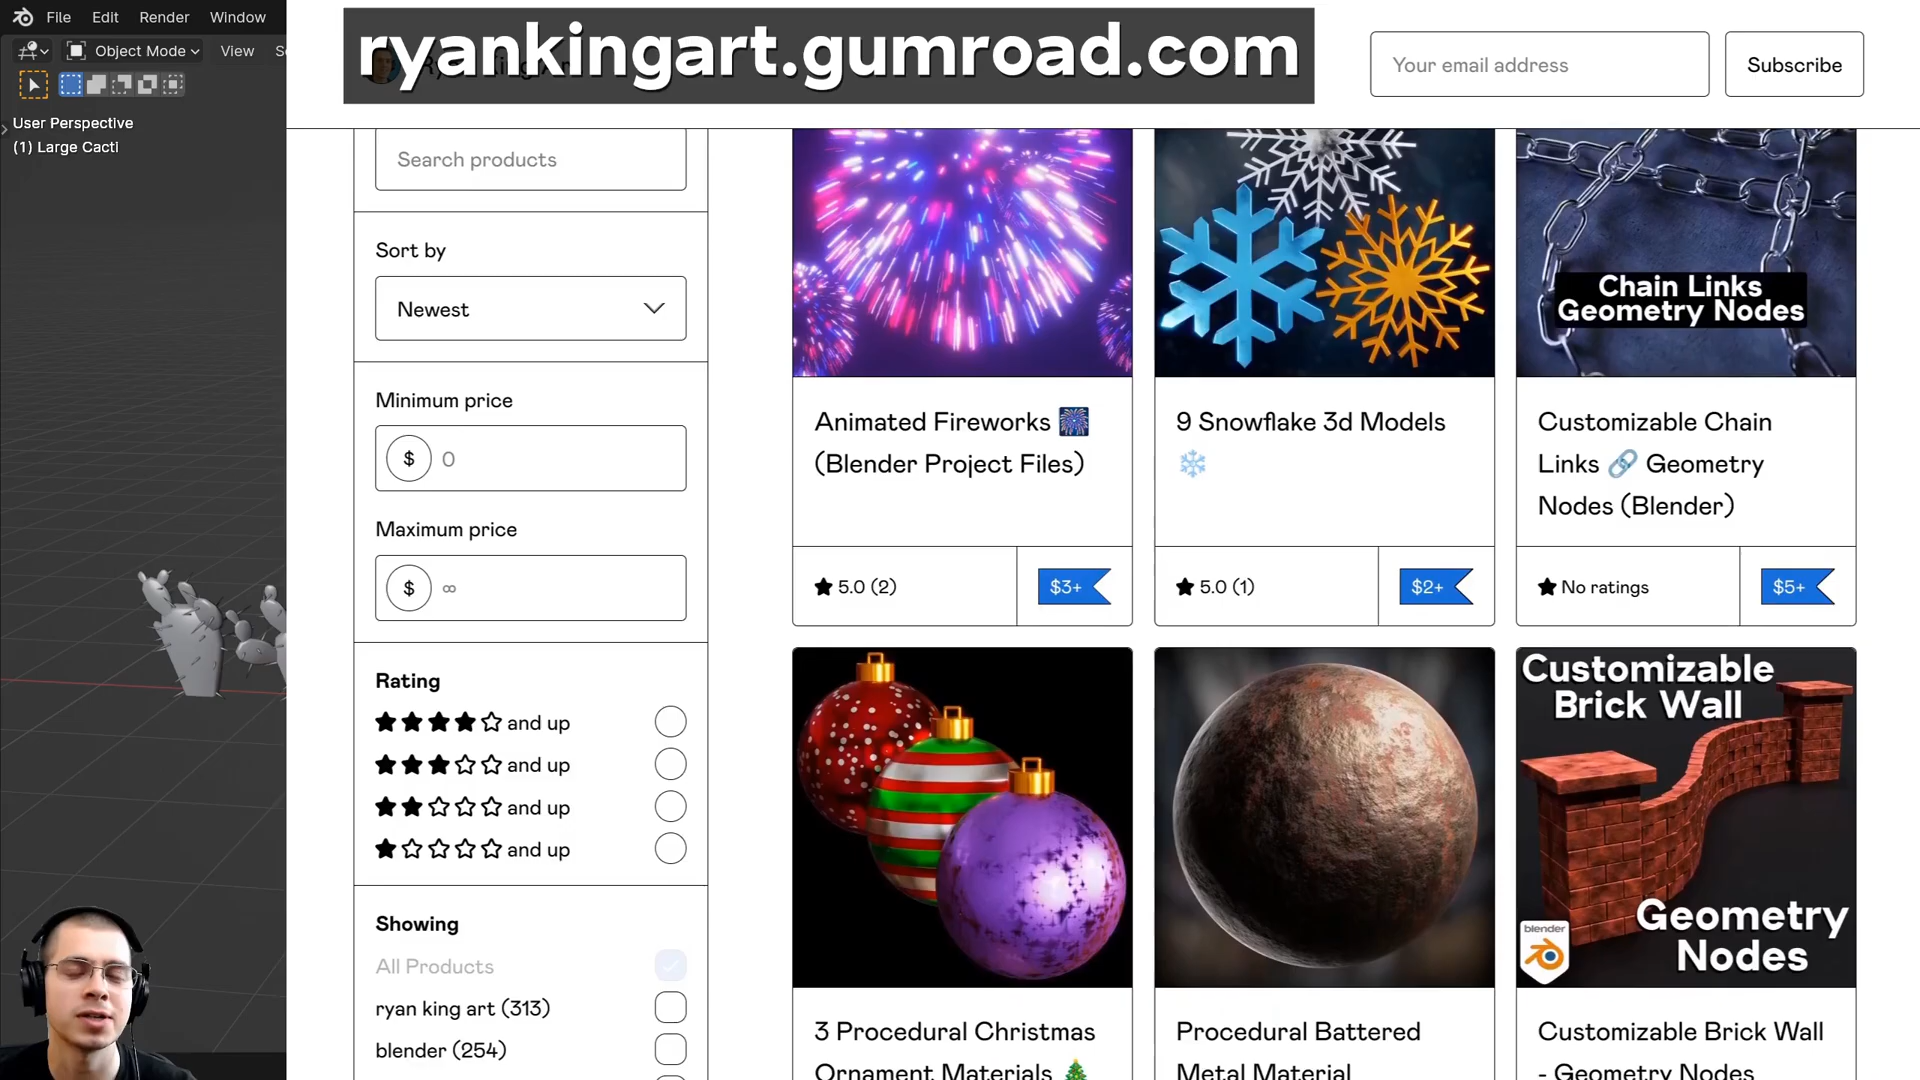 File Edit Render Window
Object Mode View
User Perspective
(1) Large Cacti
ryankingart.gumroad.com
Your email address
Subscribe
Search products
Sort by
Newest
Minimum price
$ 0
Maximum price
$ ∞
Rating
and up
and up
and up
and up
Showing
All Products
ryan king art (313)
blender (254)
Animated Fireworks 🎆
(Blender Project Files)
5.0 (2)
$3+
9 Snowflake 3d Models
❄️
5.0 (1)
$2+
Chain Links
Geometry Nodes
Customizable Chain
Links 🔗 Geometry
Nodes (Blender)
No ratings
$5+
3 Procedural Christmas
Ornament Materials 🎄
Procedural Battered
Metal Material
Customizable
Brick Wall
blender
Geometry
Nodes
Customizable Brick Wall
- Geometry Nodes